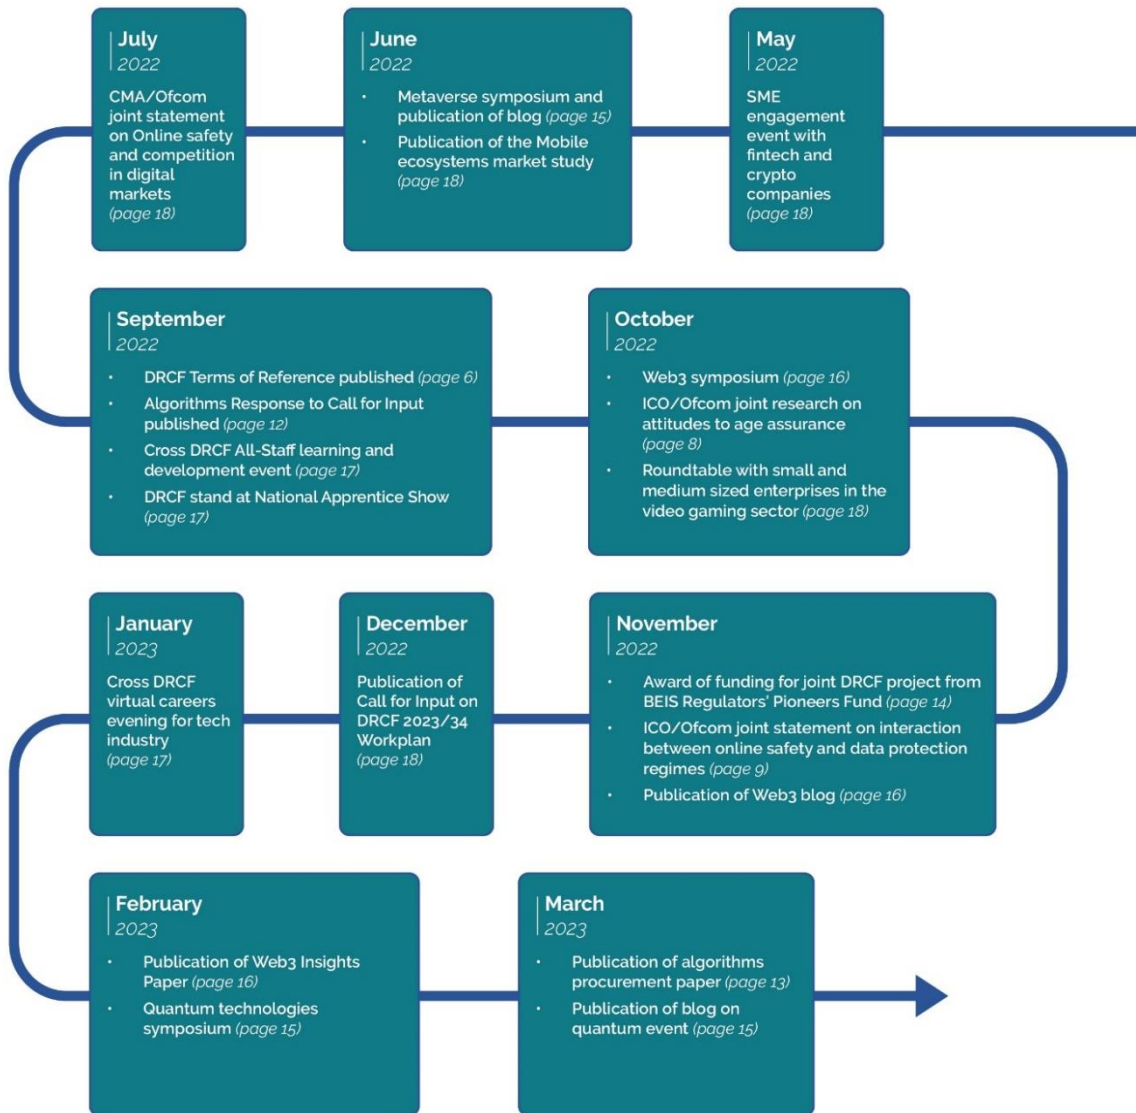 July
2022
CMA/Ofcom
joint statement
on Online safety
and competition
in digital
markets
(page 18)
June
2022
• Metaverse symposium and
publication of blog (page 15)
• Publication of the Mobile
ecosystems market study
(page 18)
May
2022
SME
engagement
event with
fintech and
crypto
companies
(page 18)
September
2022
• DRCF Terms of Reference published (page 6)
• Algorithms Response to Call for Input
published (page 12)
• Cross DRCF All-Staff learning and
development event (page 17)
• DRCF stand at National Apprentice Show
(page 17)
October
2022
• Web3 symposium (page 16)
• ICO/Ofcom joint research on
attitudes to age assurance
(page 8)
• Roundtable with small and
medium sized enterprises in the
video gaming sector (page 18)
January
2023
Cross DRCF
virtual careers
evening for tech
industry
(page 17)
December
2022
Publication of
Call for Input on
DRCF 2023/34
Workplan
(page 18)
November
2022
• Award of funding for joint DRCF project from
BEIS Regulators' Pioneers Fund (page 14)
• ICO/Ofcom joint statement on interaction
between online safety and data protection
regimes (page 9)
• Publication of Web3 blog (page 16)
February
2023
• Publication of Web3 Insights
Paper (page 16)
• Quantum technologies
symposium (page 15)
March
2023
• Publication of algorithms
procurement paper (page 13)
• Publication of blog on
quantum event (page 15)